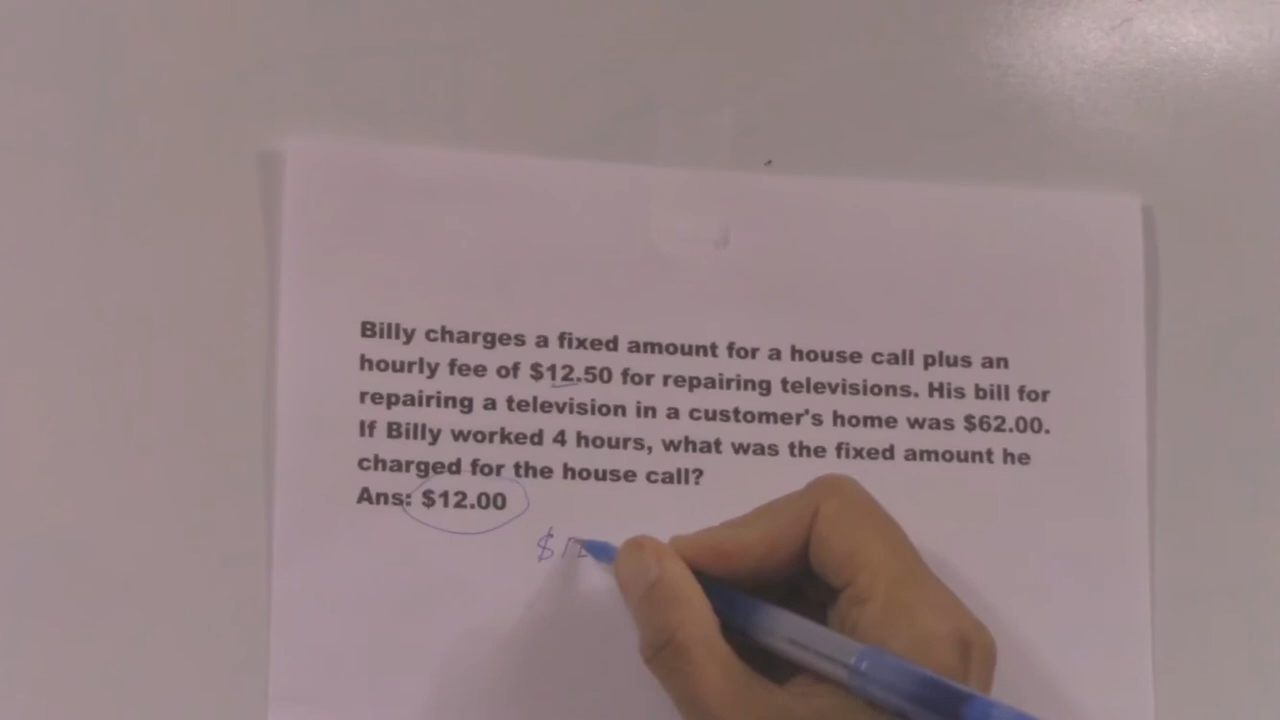 Billy charges a fixed amount for a house call plus an
hourly fee of $12.50 for repairing televisions. His bill for
repairing a television in a customer's home was $62.00.
If Billy worked 4 hours, what was the fixed amount he
charged for the house call?
Ans: $12.00
$1